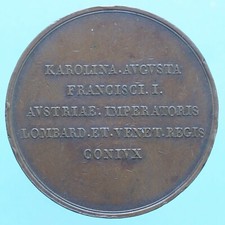 KAROLINA·AVGVSTA
FRANCISCI·I·
AVSTRIAE·IMPERATORIS
LOMBARD·ET·VENET·REGIS
CONIVX